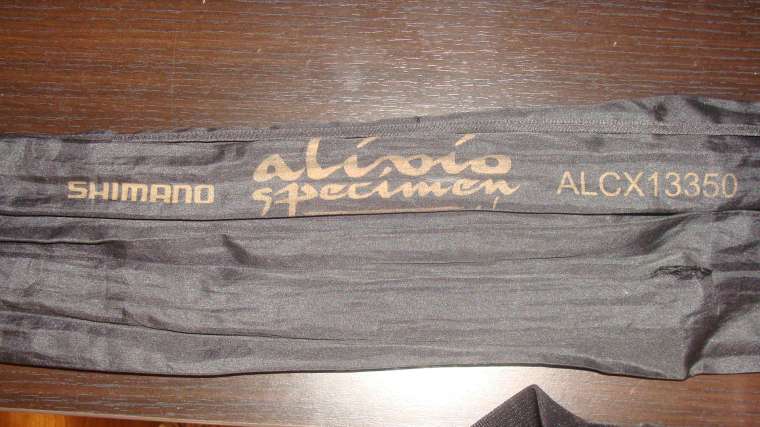 SHIMANO
alivio
specimen
ALCX13350